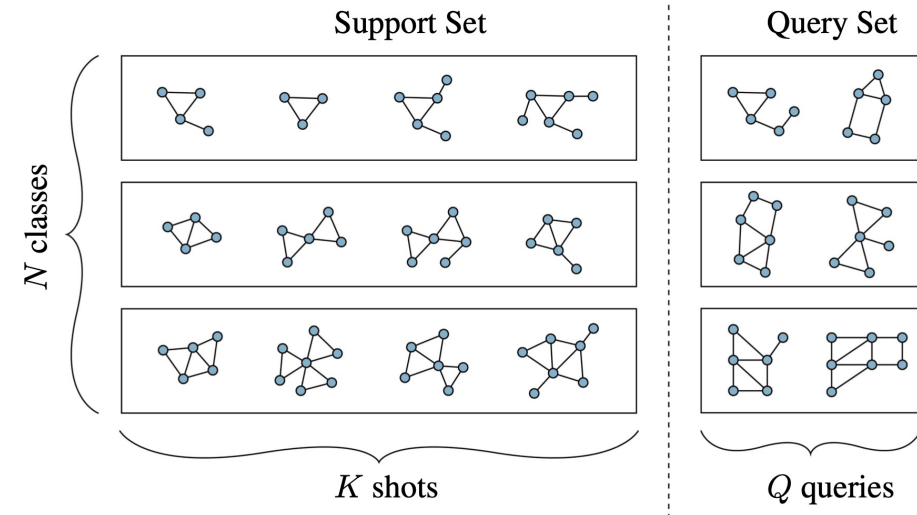 Support Set
Query Set
N classes
K shots
Q queries